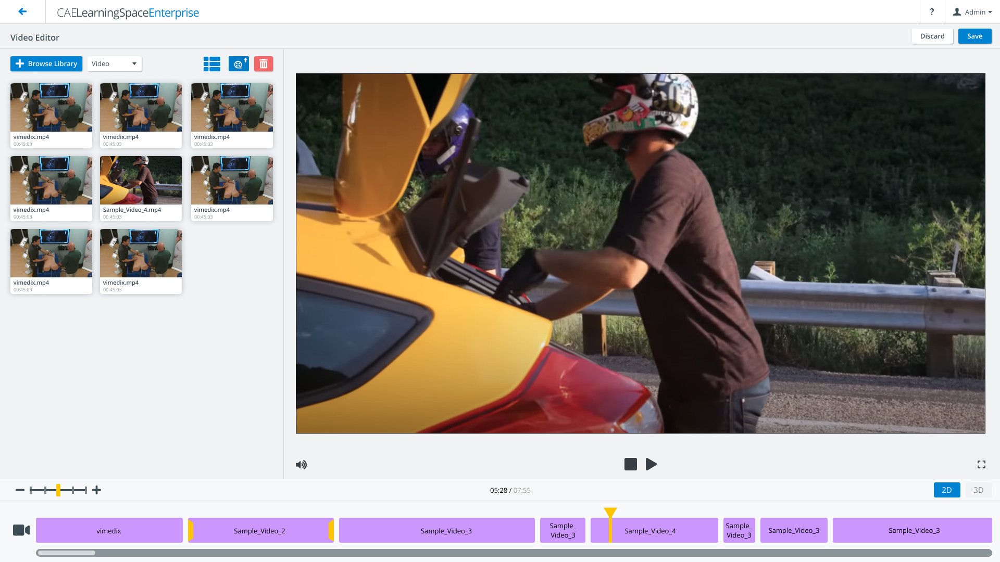 CAELearningSpaceEnterprise
? Admin
Video Editor
Discard Save
Browse Library Video
vimedix.mp4 vimedix.mp4 vimedix.mp4
00:45:03 00:45:03 00:45:03
vimedix.mp4 Sample_Video_4.mp4 vimedix.mp4
00:45:03 00:45:03 00:45:03
vimedix.mp4 vimedix.mp4
00:45:03 00:45:03
05:28 / 07:55
2D 3D
vimedix
Sample_Video_2
Sample_Video_3
Sample_
Video_3
Sample_Video_4
Sample_
Video_3
Sample_Video_3
Sample_Video_3